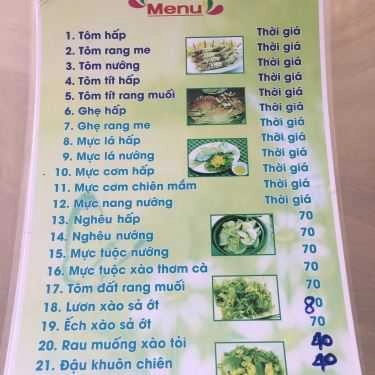 Menu
1. Tôm hấp Thời giá
2. Tôm rang me Thời giá
3. Tôm nướng Thời giá
4. Tôm tít hấp Thời giá
5. Tôm tít rang muối Thời giá
6. Ghẹ hấp Thời giá
7. Ghẹ rang me Thời giá
8. Mực lá hấp Thời giá
9. Mực lá nướng Thời giá
10. Mực cơm hấp Thời giá
11. Mực cơm chiên mắm Thời giá
12. Mực nang nướng Thời giá
13. Nghêu hấp 70
14. Nghêu nướng 70
15. Mực tuộc nướng 70
16. Mực tuộc xào thơm cà 70
17. Tôm đất rang muối 70
18. Lươn xào sả ớt 80
19. Ếch xào sả ớt 70
20. Rau muống xào tỏi 40
21. Đậu khuôn chiên 40